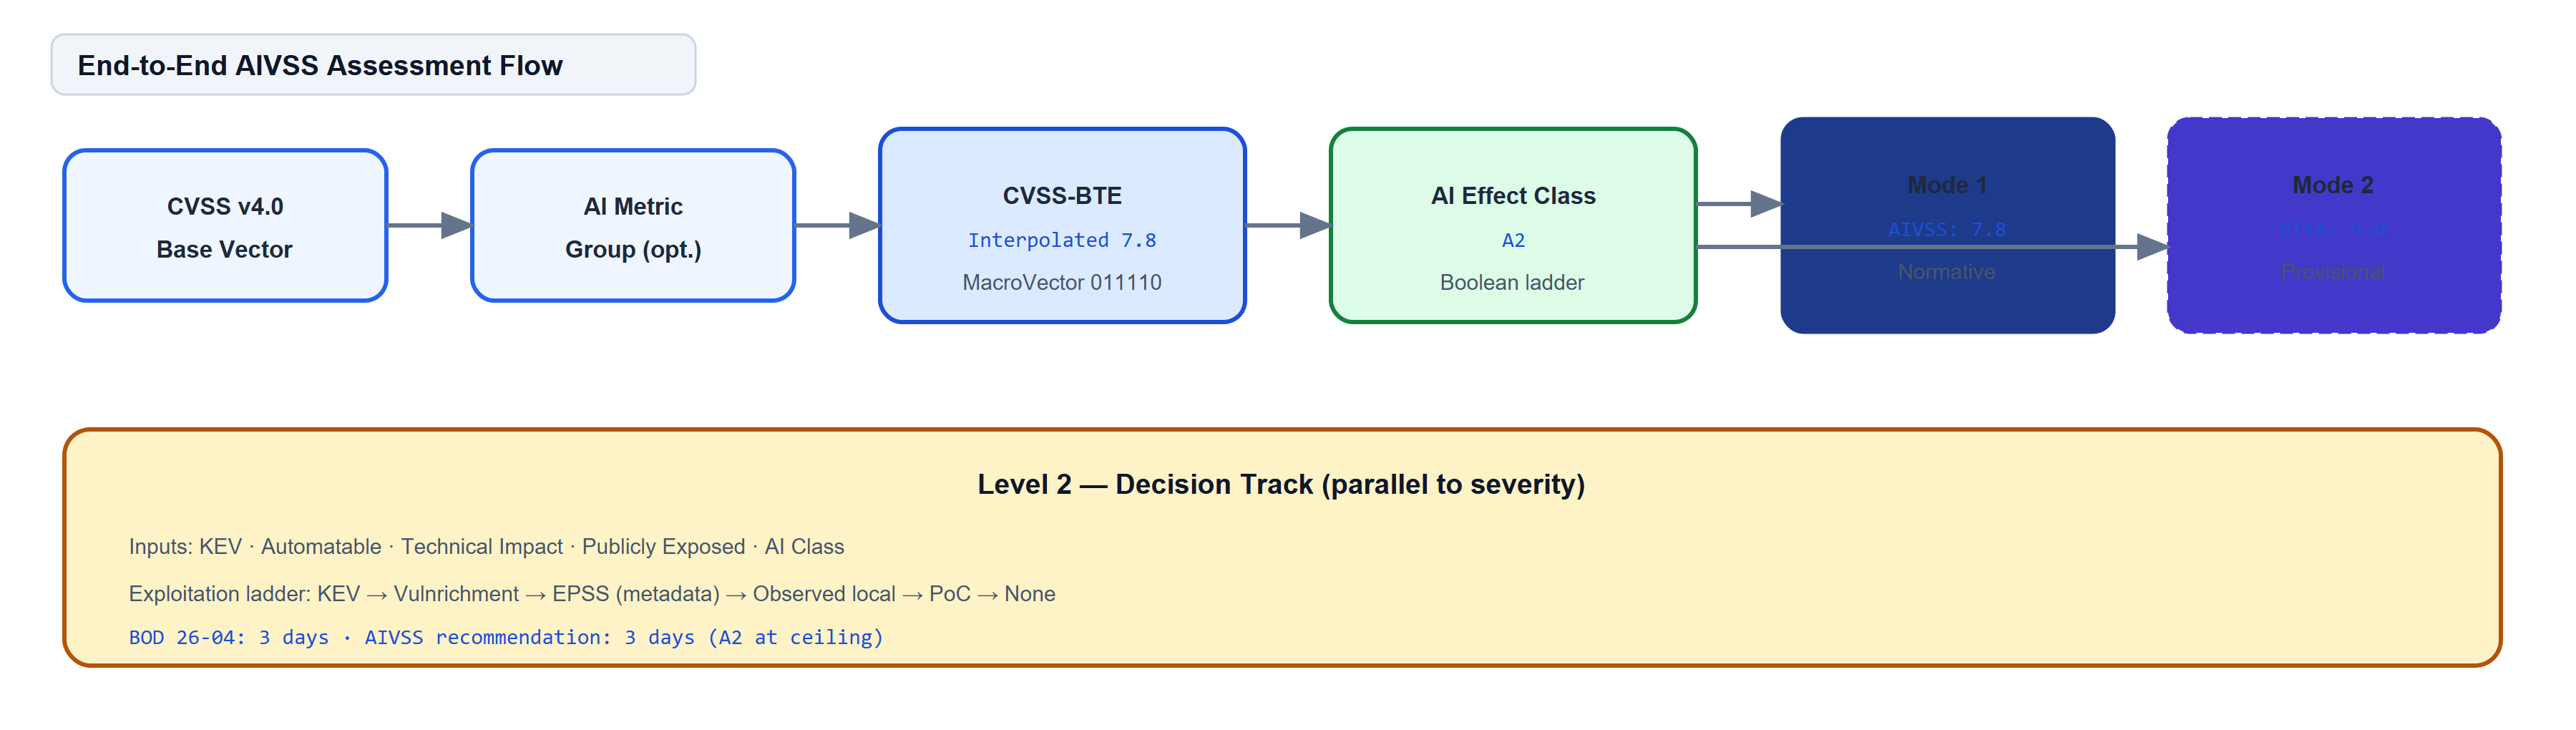 End-to-End AIVSS Assessment Flow
CVSS v4.0
Base Vector
AI Metric
Group (opt.)
CVSS-BTE
Interpolated 7.8
MacroVector 011110
AI Effect Class
A2
Boolean ladder
Mode 1
AIVSS: 7.8
Normative
Mode 2
Provisional
Level 2 — Decision Track (parallel to severity)
Inputs: KEV · Automatable · Technical Impact · Publicly Exposed · AI Class
Exploitation ladder: KEV → Vulnrichment → EPSS (metadata) → Observed local → PoC → None
BOD 26-04: 3 days · AIVSS recommendation: 3 days (A2 at ceiling)